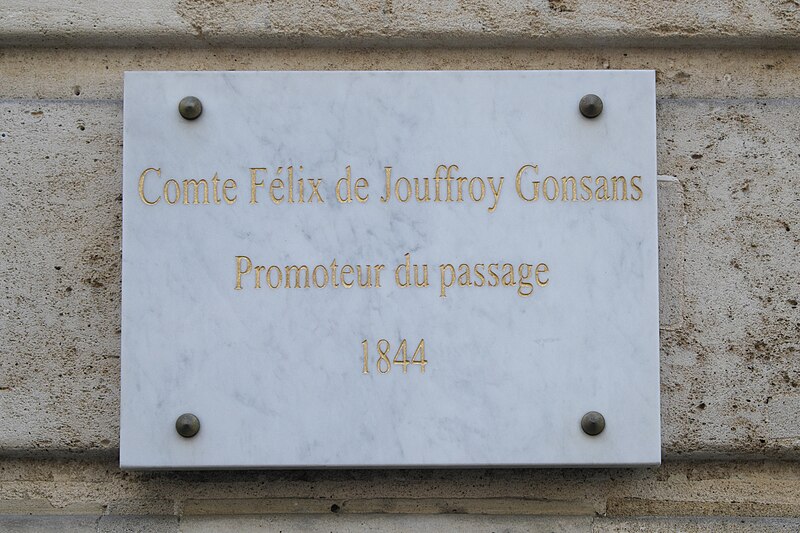 Comte Félix de Jouffroy Gonsans
Promoteur du passage
1844